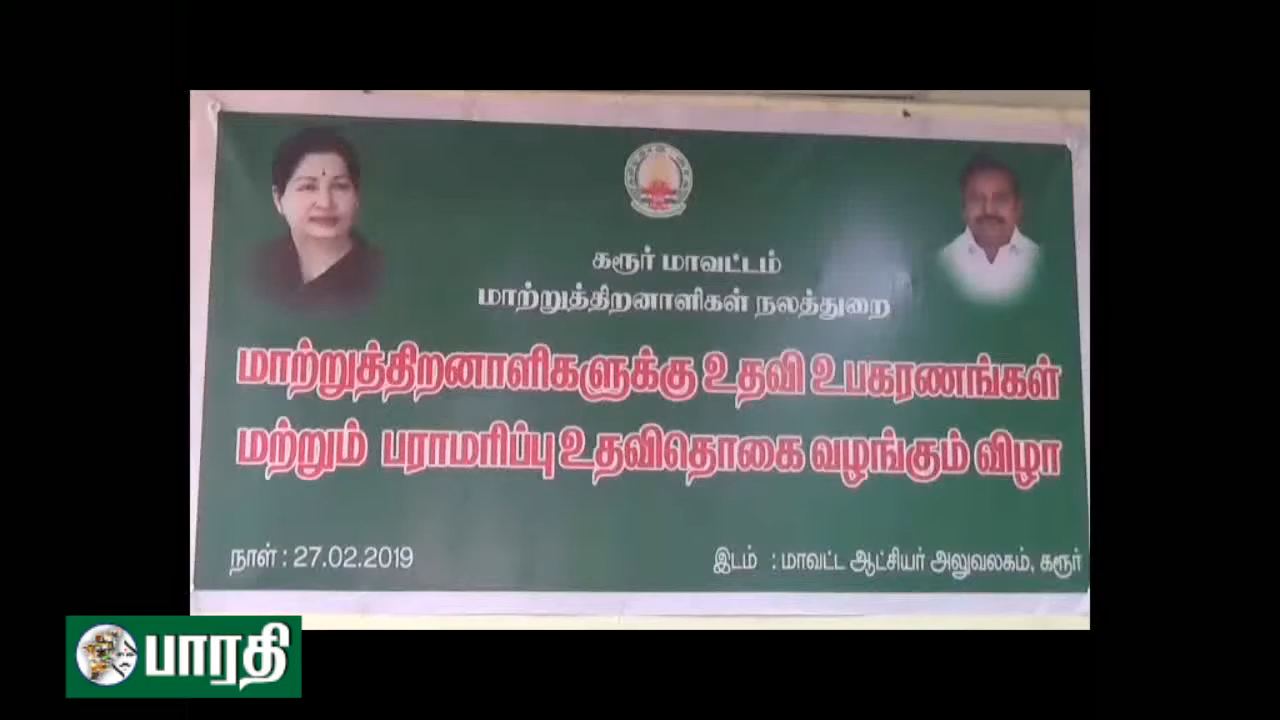 கரூர் மாவட்டம்
மாற்றுத்திறனாளிகள் நலத்துறை
மாற்றுத்திறனாளிகளுக்கு உதவி உபகரணங்கள்
மற்றும் பராமரிப்பு உதவிதொகை வழங்கும் விழா
நாள் : 27.02.2019
இடம் : மாவட்ட ஆட்சியர் அலுவலகம், கரூர்
பாரதி